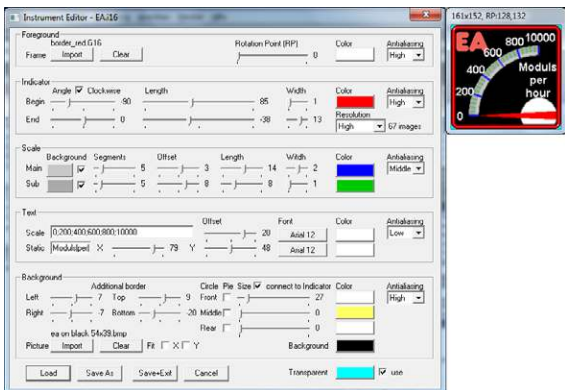 Instrument Editor - EA.i16
Foreground
border_red.G16
Frame Import Clear
Rotation Point (RP) 0
Color
Antialiasing
High
Indicator
Angle Clockwise Length Width Color Antialiasing
Begin -90 85 1 High
End 0 -38 13
Resolution
High 67 images
Scale
Background Segments Offset Length Witdh Color Antialiasing
Main 5 3 14 2 Middle
Sub 5 8 8 1
Text
Offset Font Color Antialiasing
Scale 0;200;400;600;800;10000 20 Arial 12 Low
Static Moduls|per| X 79 Y 48 Arial 12
Background
Additional border Circle Pie Size connect to Indicator Color Antialiasing
Left 7 Top 9 Front 27 High
Right 7 Bottom -20 Middle 0
Rear 0
ea on black 54x39.bmp
Picture Import Clear Fit X Y Background
Load Save As Save+Exit Cancel Transparent use
161x152, RP:128,132
EA
0
200
400
600
800
10000
Moduls
per
hour